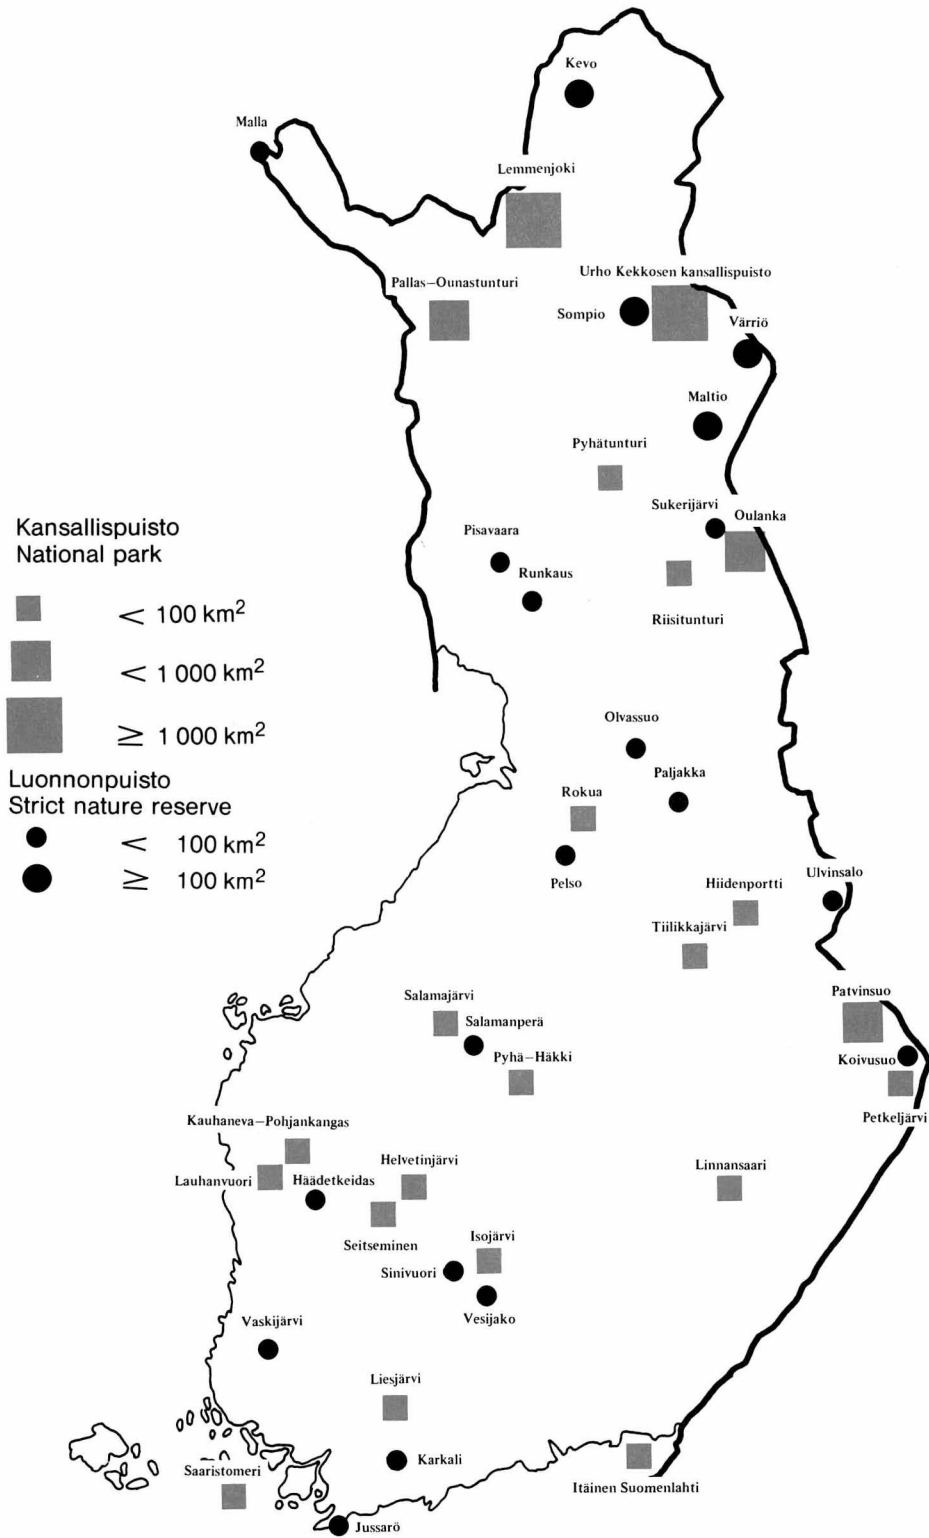 Kevo
Malla
Lemmenjoki
Urho Kekkosen kansallispuisto
Pallas-Ounastunturi
Sompio
Värriö
Maltio
Pyhätunturi
Sukerijärvi
Oulanka
Kansallispuisto
National park
Pisavaara
Runkaus
< 100 km²
Riisitunturi
< 1 000 km²
≧ 1 000 km²
Olvassuo
Paljakka
Luonnonpuisto
Strict nature reserve
Rokua
< 100 km²
≧ 100 km²
Pelso
Ulvinsalo
Hiidenportti
Tiilikkajärvi
Salamajärvi
Patvinsuo
Salamanperä
Pyhä-Häkki
Koivusuo
Petkeljärvi
Kauhaneva-Pohjankangas
Helvetinjärvi
Linnansaari
Lauhanvuori
Häädetkeidas
Isojärvi
Seitseminen
Sinivuori
Vesijako
Vaskijärvi
Liesjärvi
Karkali
Saaristomeri
Itäinen Suomenlahti
Jussarö